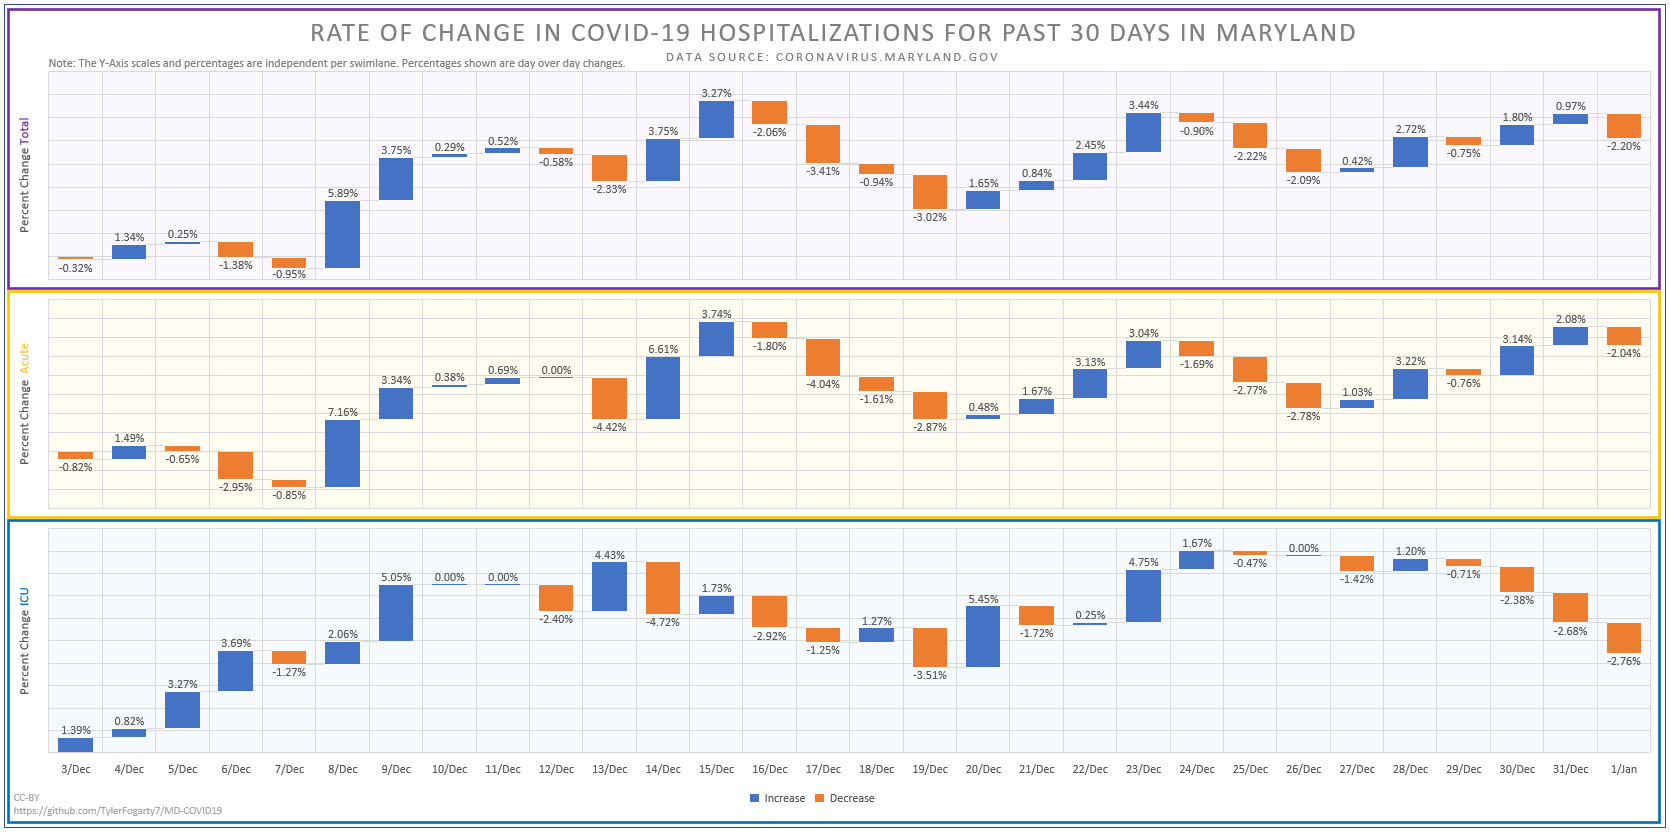 RATE OF CHANGE IN COVID-19 HOSPITALIZATIONS FOR PAST 30 DAYS IN MARYLAND
DATA SOURCE: CORONAVIRUS.MARYLAND.GOV
Note: The Y-Axis scales and percentages are independent per swimlane. Percentages shown are day over day changes.
Percent Change Total
-0.32% 1.34% 0.25% -1.38% -0.95% 5.89% 3.75% 0.29% 0.52% -0.58% -2.33% 3.75% 3.27% -2.06% -3.41% -0.94% -3.02% 1.65% 0.84% 2.45% 3.44% -0.90% -2.22% -2.09% 0.42% 2.72% -0.75% 1.80% 0.97% -2.20%
Percent Change Acute
-0.82% 1.49% -0.65% -2.95% -0.85% 7.16% 3.34% 0.38% 0.69% 0.00% -4.42% 6.61% 3.74% -1.80% -4.04% -1.61% -2.87% 0.48% 1.67% 3.13% 3.04% -1.69% -2.77% -2.78% 1.03% 3.22% -0.76% 3.14% 2.08% -2.04%
Percent Change ICU
1.39% 0.82% 3.27% 3.69% -1.27% 2.06% 5.05% 0.00% 0.00% -2.40% 4.43% -4.72% 1.73% -2.92% -1.25% 1.27% -3.51% 5.45% -1.72% 0.25% 4.75% 1.67% -0.47% 0.00% -1.42% 1.20% -0.71% -2.38% -2.68% -2.76%
3/Dec 4/Dec 5/Dec 6/Dec 7/Dec 8/Dec 9/Dec 10/Dec 11/Dec 12/Dec 13/Dec 14/Dec 15/Dec 16/Dec 17/Dec 18/Dec 19/Dec 20/Dec 21/Dec 22/Dec 23/Dec 24/Dec 25/Dec 26/Dec 27/Dec 28/Dec 29/Dec 30/Dec 31/Dec 1/Jan
Increase Decrease
CC-BY
https://github.com/TylerFogarty7/MD-COVID19